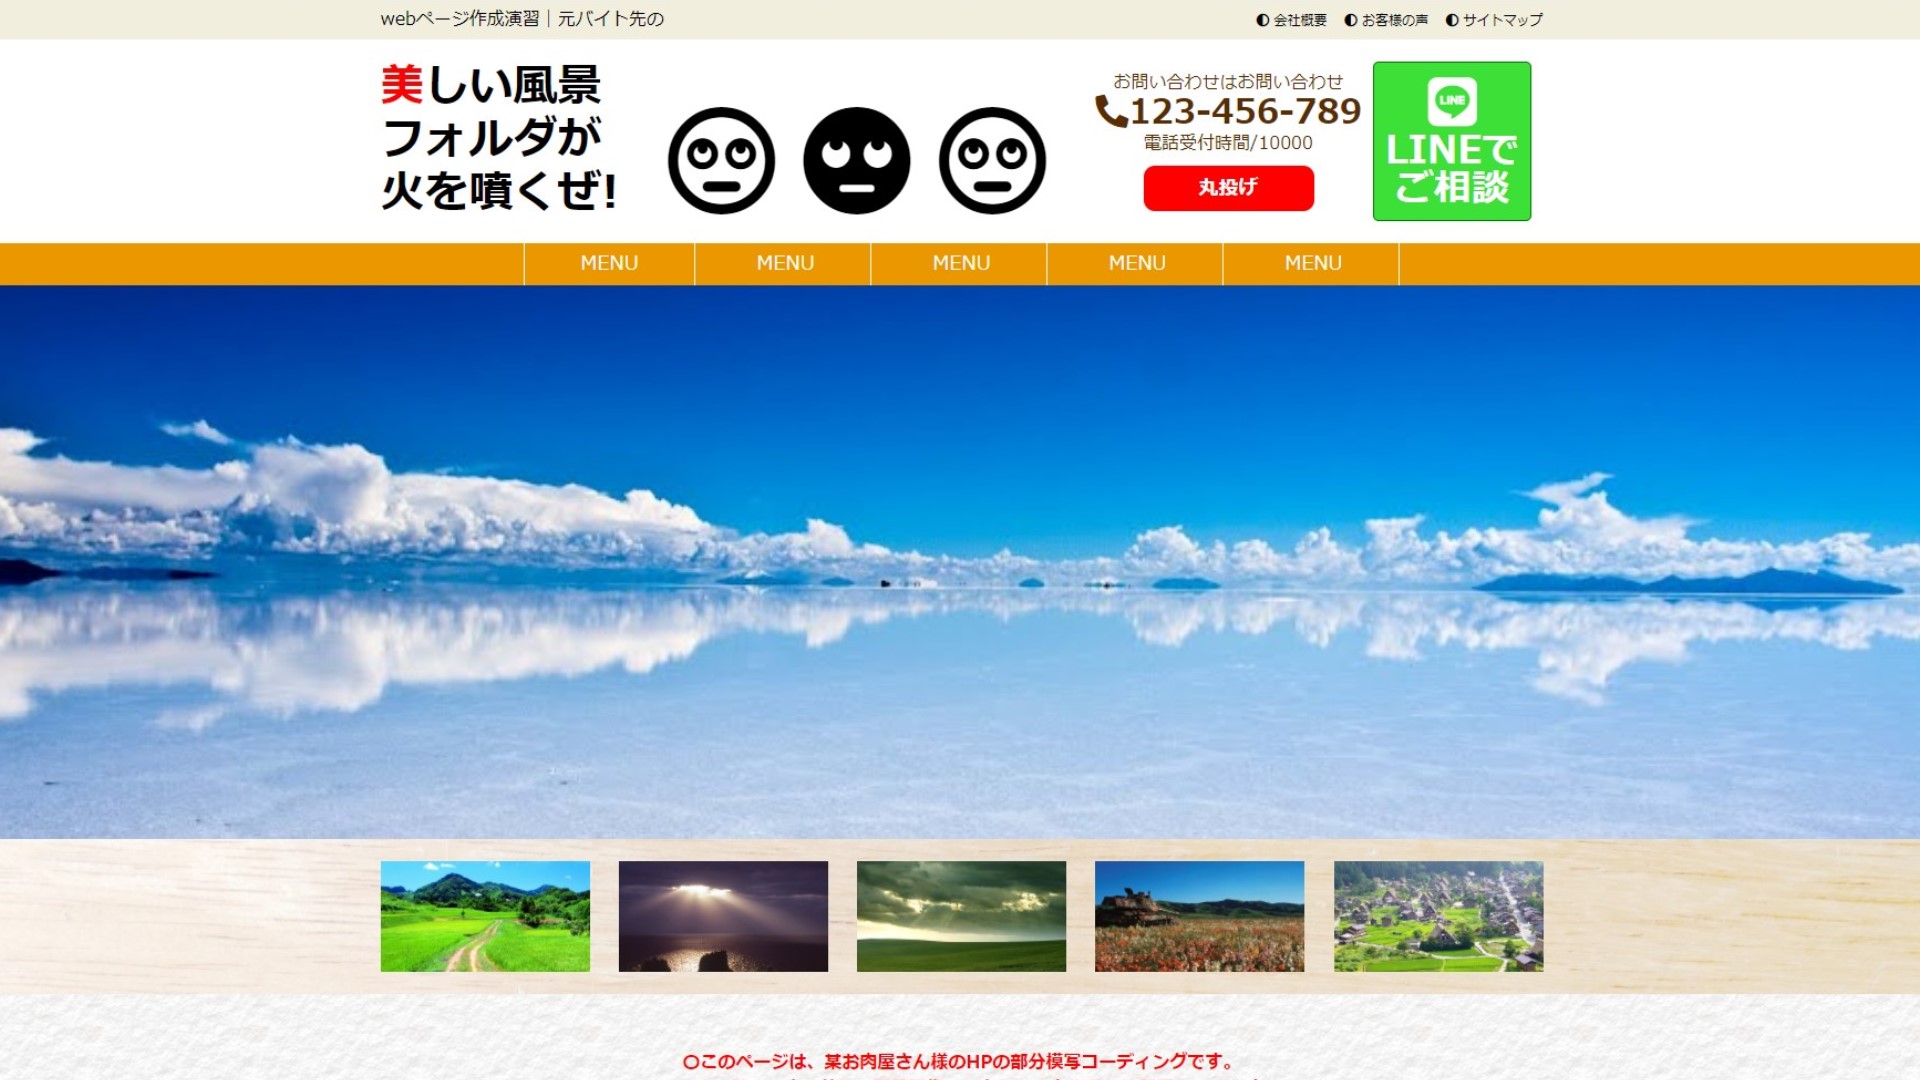 webページ作成演習｜元バイト先の
会社概要 お客様の声 サイトマップ
美しい風景
フォルダが
火を噴くぜ!
お問い合わせはお問い合わせ
123-456-789
電話受付時間/10000
丸投げ
LINE
LINEで
ご相談
MENU MENU MENU MENU MENU
〇このページは、某お肉屋さん様のHPの部分模写コーディングです。